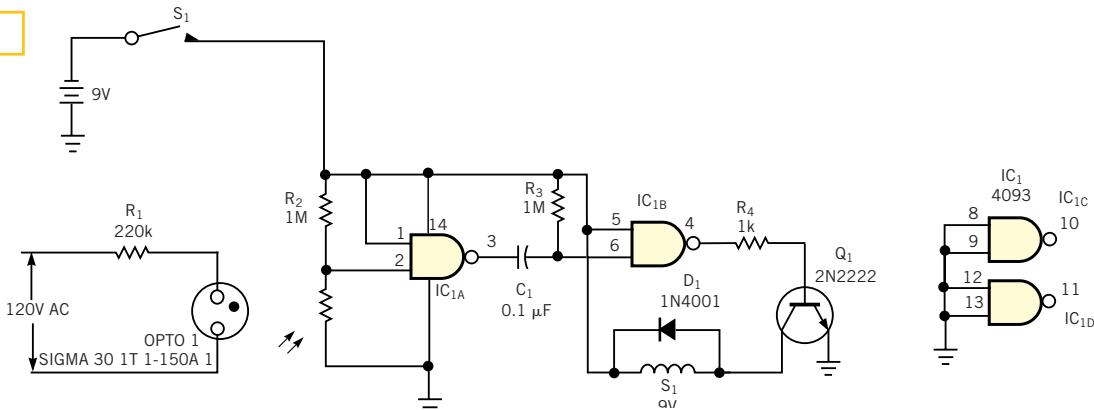 S1
9V
R2
1M
R3
1M
IC1B
R4
1k
Q1
2N2222
IC1
4093
IC1C
R1
220k
14
1
2
3
IC1A
C1
0.1 µF
5
6
4
D1
1N4001
8
9
10
12
13
11
IC1D
120V AC
OPTO 1
SIGMA 30 1T 1-150A 1
S1
9V